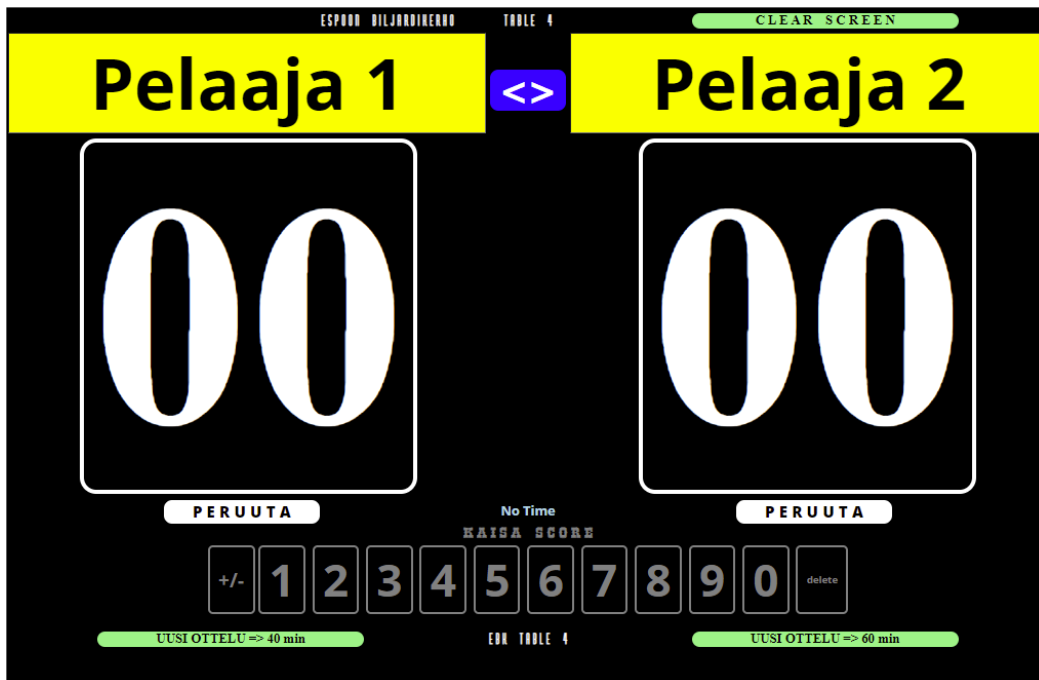 ESPOON BILJARDIKERHO TABLE 4 CLEAR SCREEN
Pelaaja 1 <> Pelaaja 2
00 00
PERUUTA No Time PERUUTA
KAISA SCORE
+/- 1 2 3 4 5 6 7 8 9 0 delete
UUSI OTTELU => 40 min EBR TABLE 4 UUSI OTTELU => 60 min